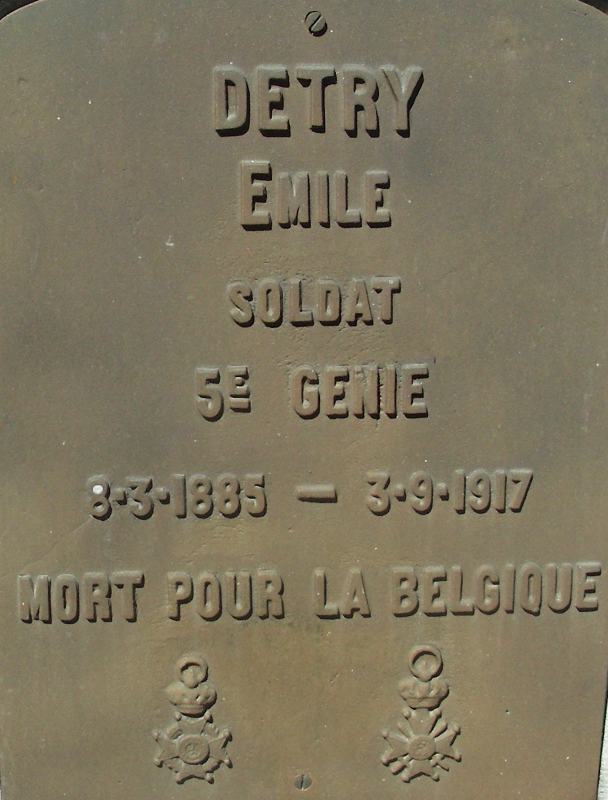 DETRY
EMILE
SOLDAT
5E GENIE
8·3·1885 — 3·9·1917
MORT POUR LA BELGIQUE